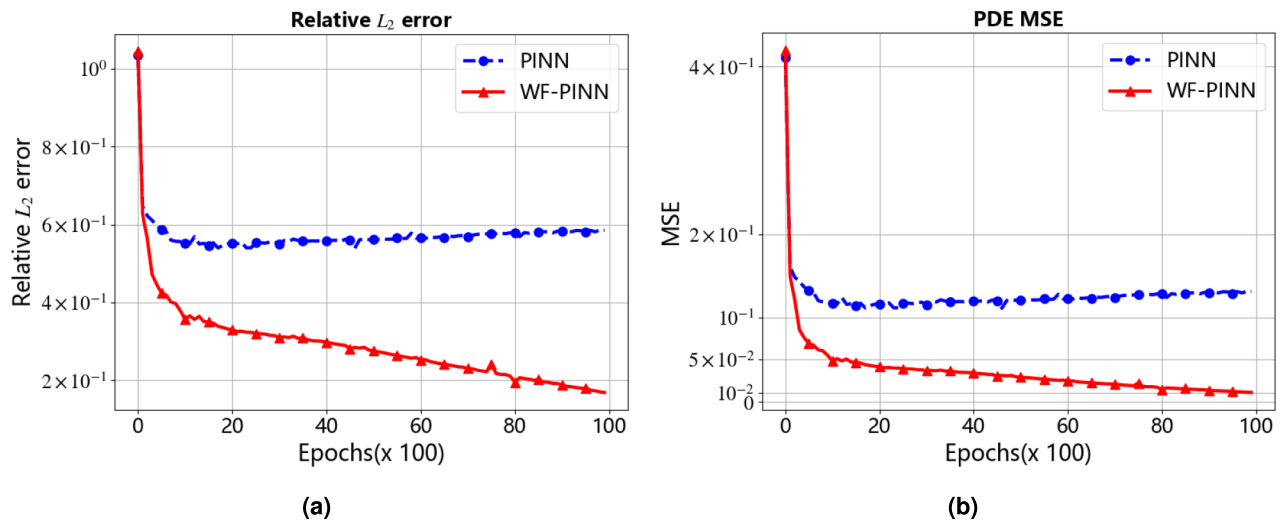 Relative L₂ error
PINN
WF-PINN
10⁰
8×10⁻¹
6×10⁻¹
4×10⁻¹
2×10⁻¹
Relative L₂ error
0 20 40 60 80 100
Epochs(x 100)
(a)
PDE MSE
PINN
WF-PINN
4×10⁻¹
2×10⁻¹
10⁻¹
5×10⁻²
10⁻²
0
MSE
0 20 40 60 80 100
Epochs(x 100)
(b)